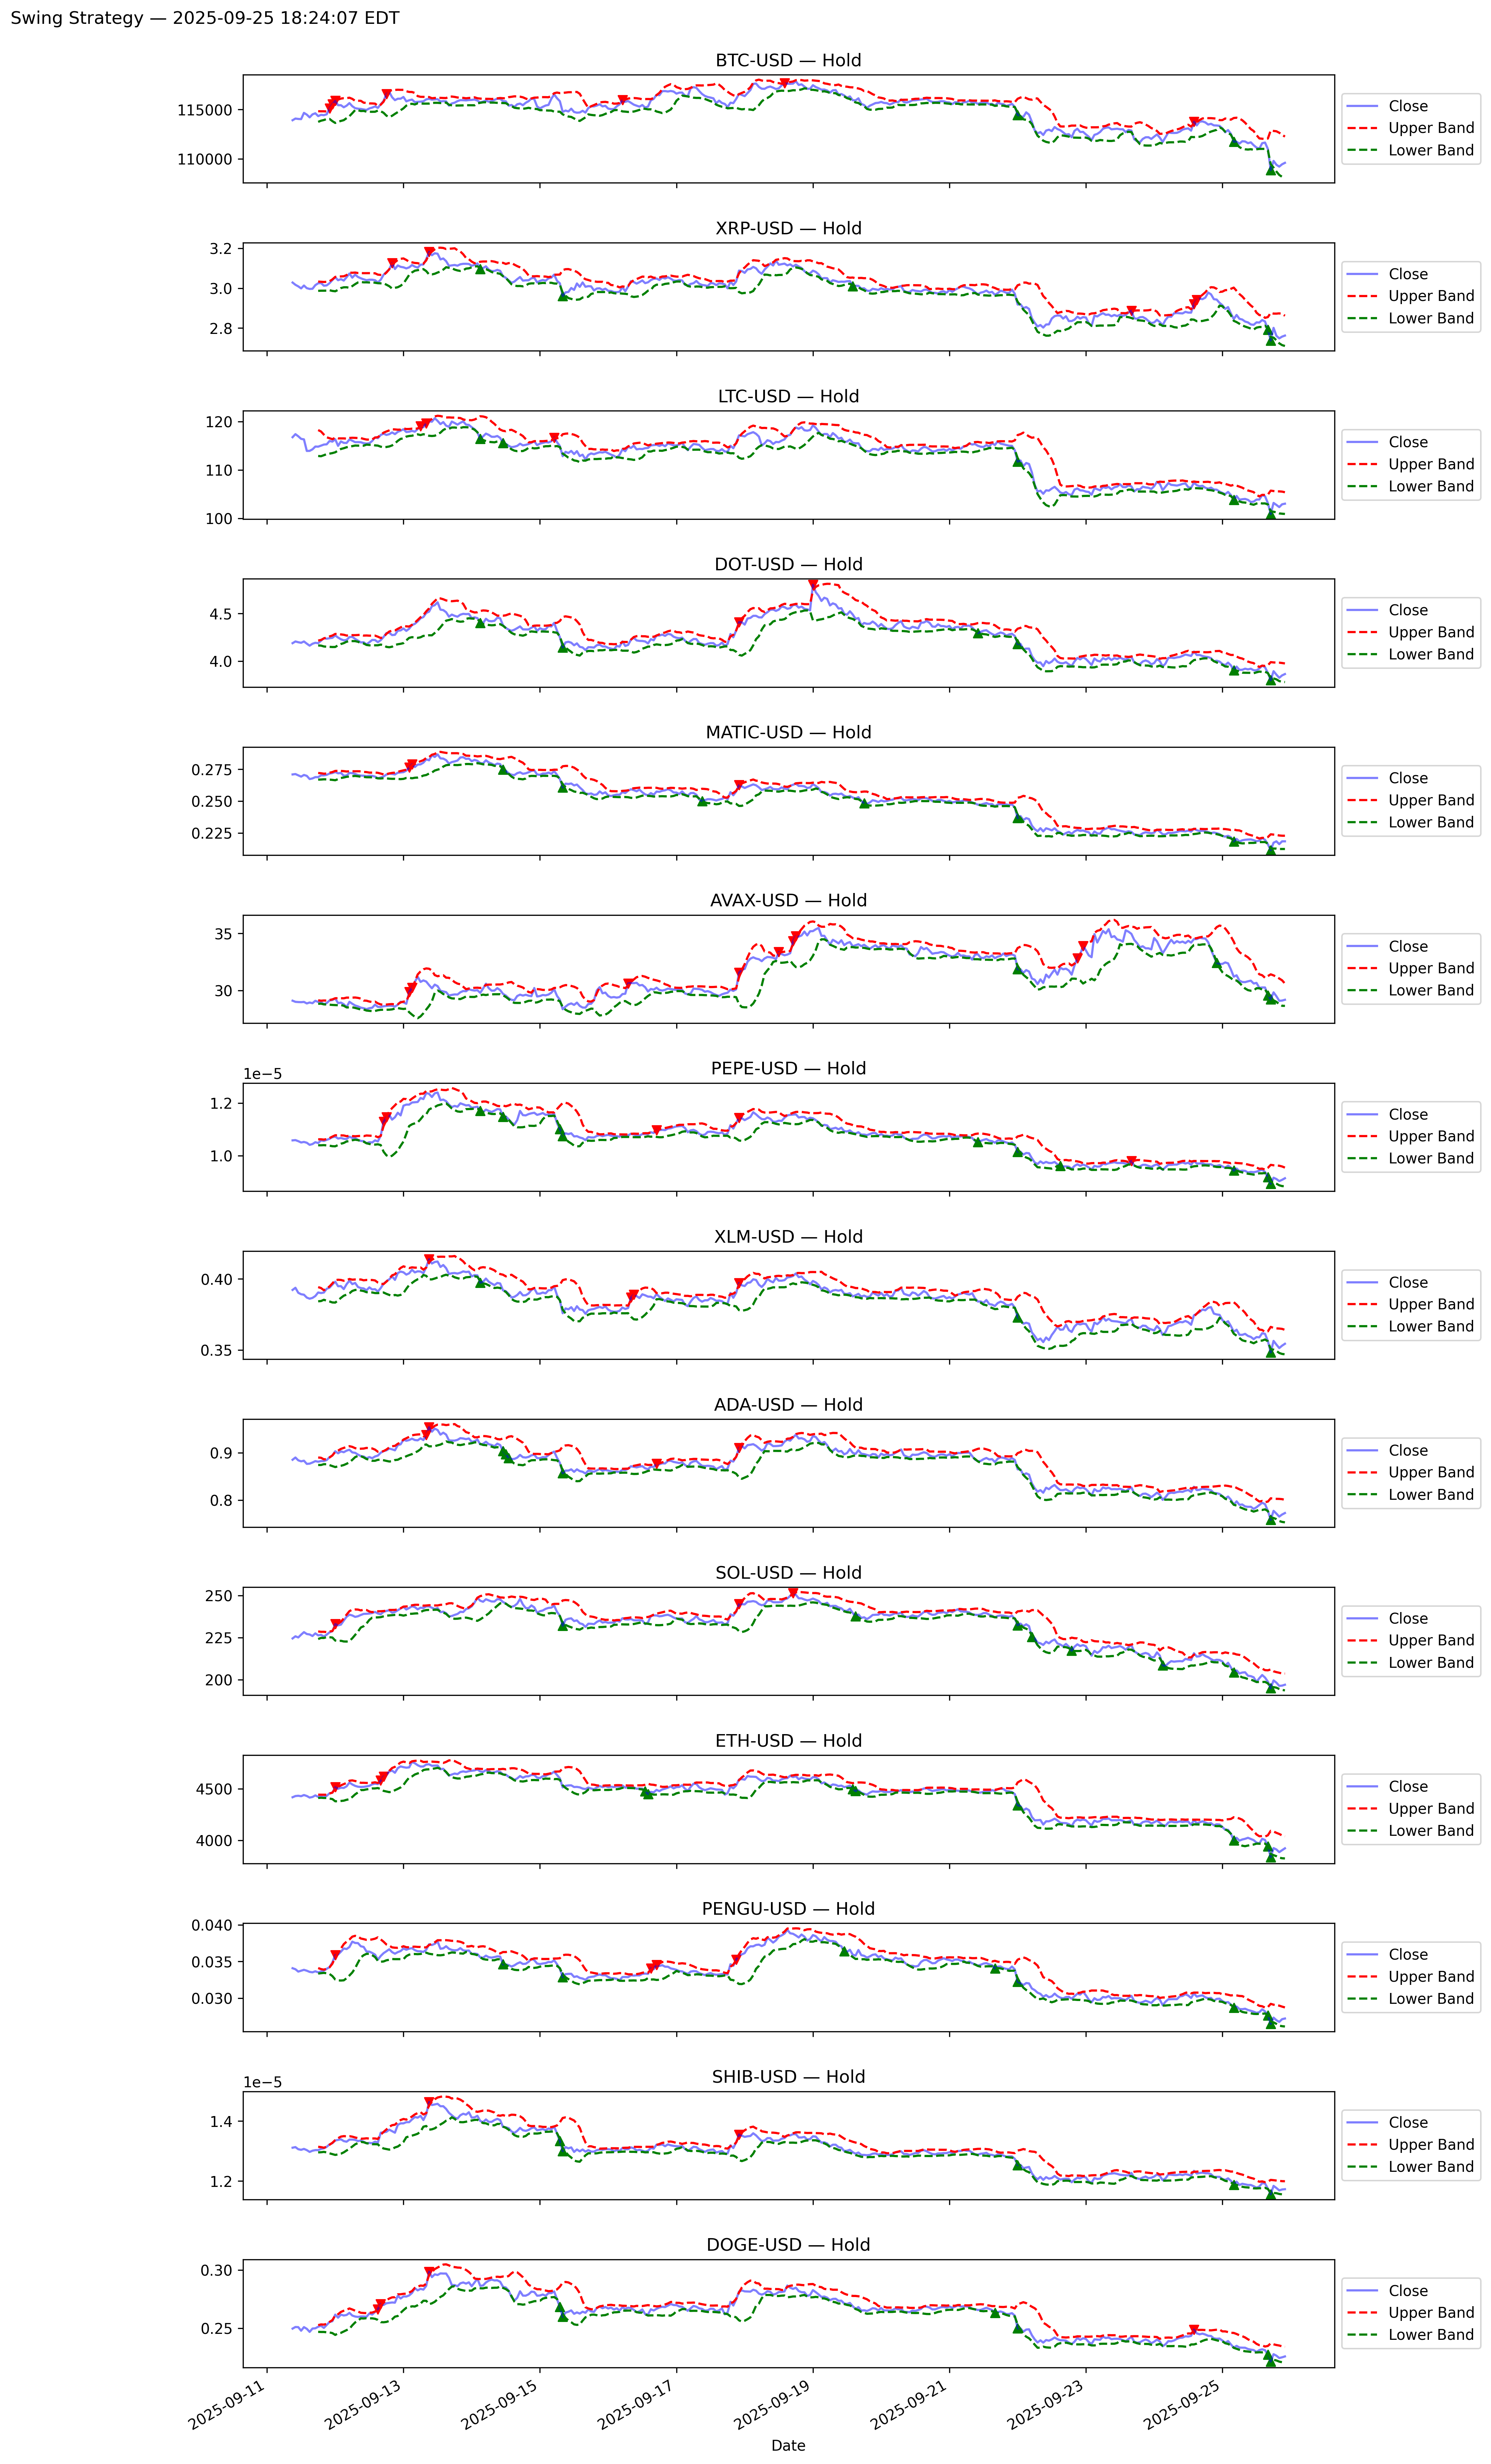 Swing Strategy — 2025-09-25 18:24:07 EDT
BTC-USD — Hold
115000
110000
Close
Upper Band
Lower Band
XRP-USD — Hold
3.2
3.0
2.8
Close
Upper Band
Lower Band
LTC-USD — Hold
120
110
100
Close
Upper Band
Lower Band
DOT-USD — Hold
4.5
4.0
Close
Upper Band
Lower Band
MATIC-USD — Hold
0.275
0.250
0.225
Close
Upper Band
Lower Band
AVAX-USD — Hold
35
30
Close
Upper Band
Lower Band
PEPE-USD — Hold
1e−5
1.2
1.0
Close
Upper Band
Lower Band
XLM-USD — Hold
0.40
0.35
Close
Upper Band
Lower Band
ADA-USD — Hold
0.9
0.8
Close
Upper Band
Lower Band
SOL-USD — Hold
250
225
200
Close
Upper Band
Lower Band
ETH-USD — Hold
4500
4000
Close
Upper Band
Lower Band
PENGU-USD — Hold
0.040
0.035
0.030
Close
Upper Band
Lower Band
SHIB-USD — Hold
1e−5
1.4
1.2
Close
Upper Band
Lower Band
DOGE-USD — Hold
0.30
0.25
Close
Upper Band
Lower Band
2025-09-11
2025-09-13
2025-09-15
2025-09-17
2025-09-19
2025-09-21
2025-09-23
2025-09-25
Date